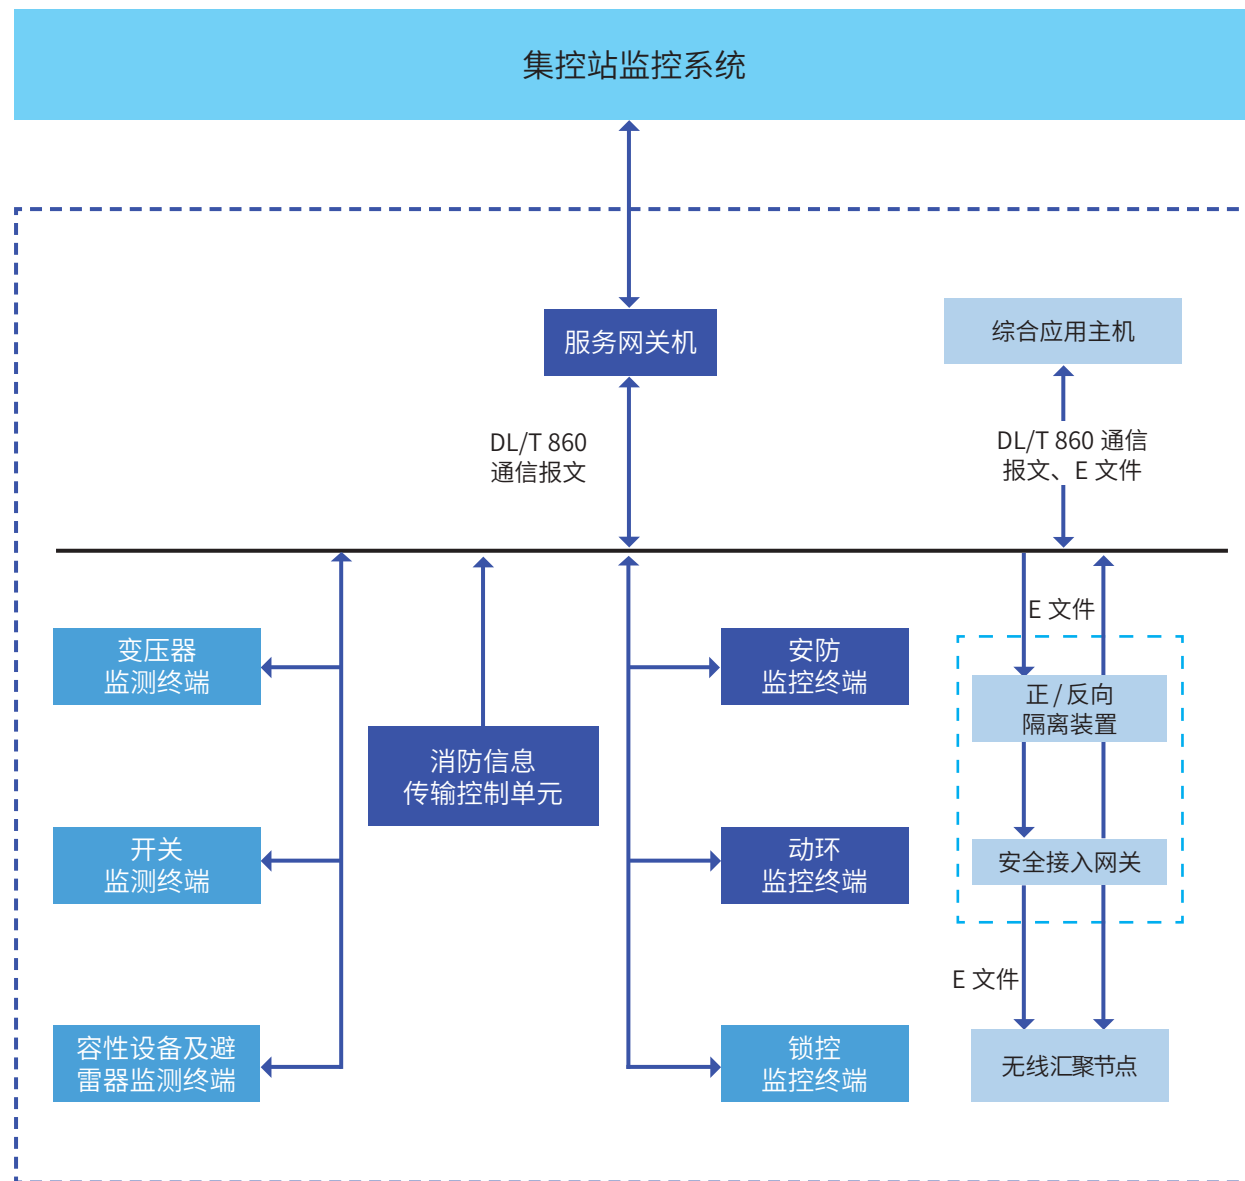 集控站监控系统
服务网关机
综合应用主机
DL/T 860
通信报文
DL/T 860 通信
报文、E 文件
E 文件
变压器
监测终端
安防
监控终端
正 / 反向
隔离装置
消防信息
传输控制单元
开关
监测终端
动环
监控终端
安全接入网关
E 文件
容性设备及避
雷器监测终端
锁控
监控终端
无线汇聚节点